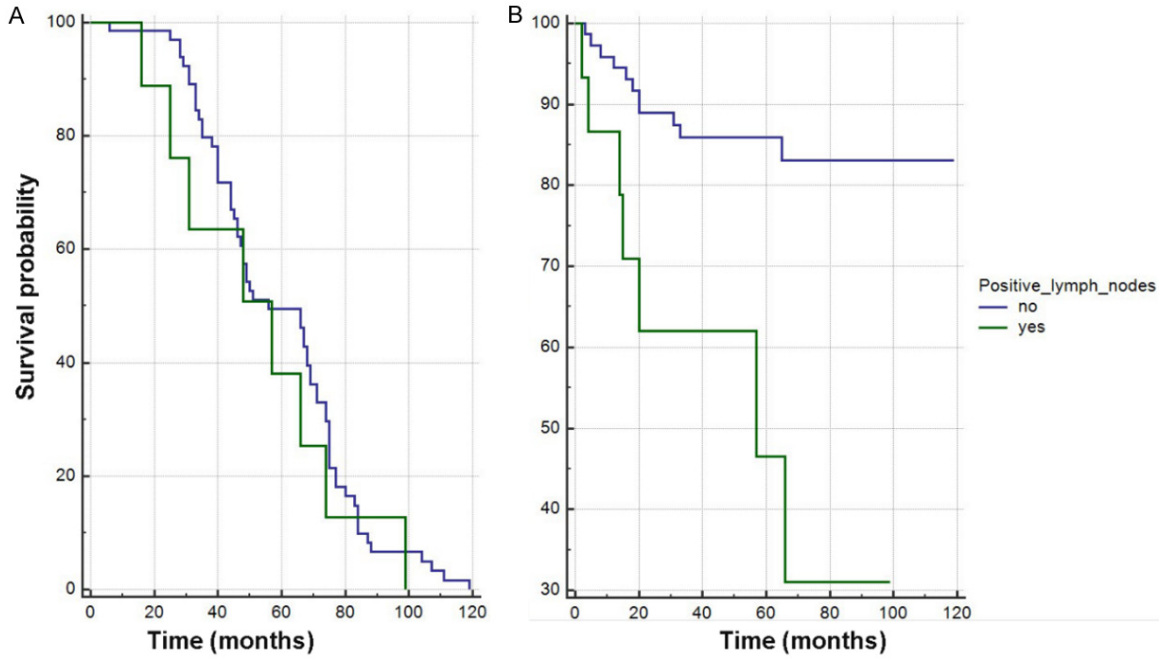 A
Survival probability
100
80
60
40
20
0
0 20 40 60 80 100 120
Time (months)
B
100
90
80
70
60
50
40
30
0 20 40 60 80 100 120
Time (months)
Positive_lymph_nodes
no
yes